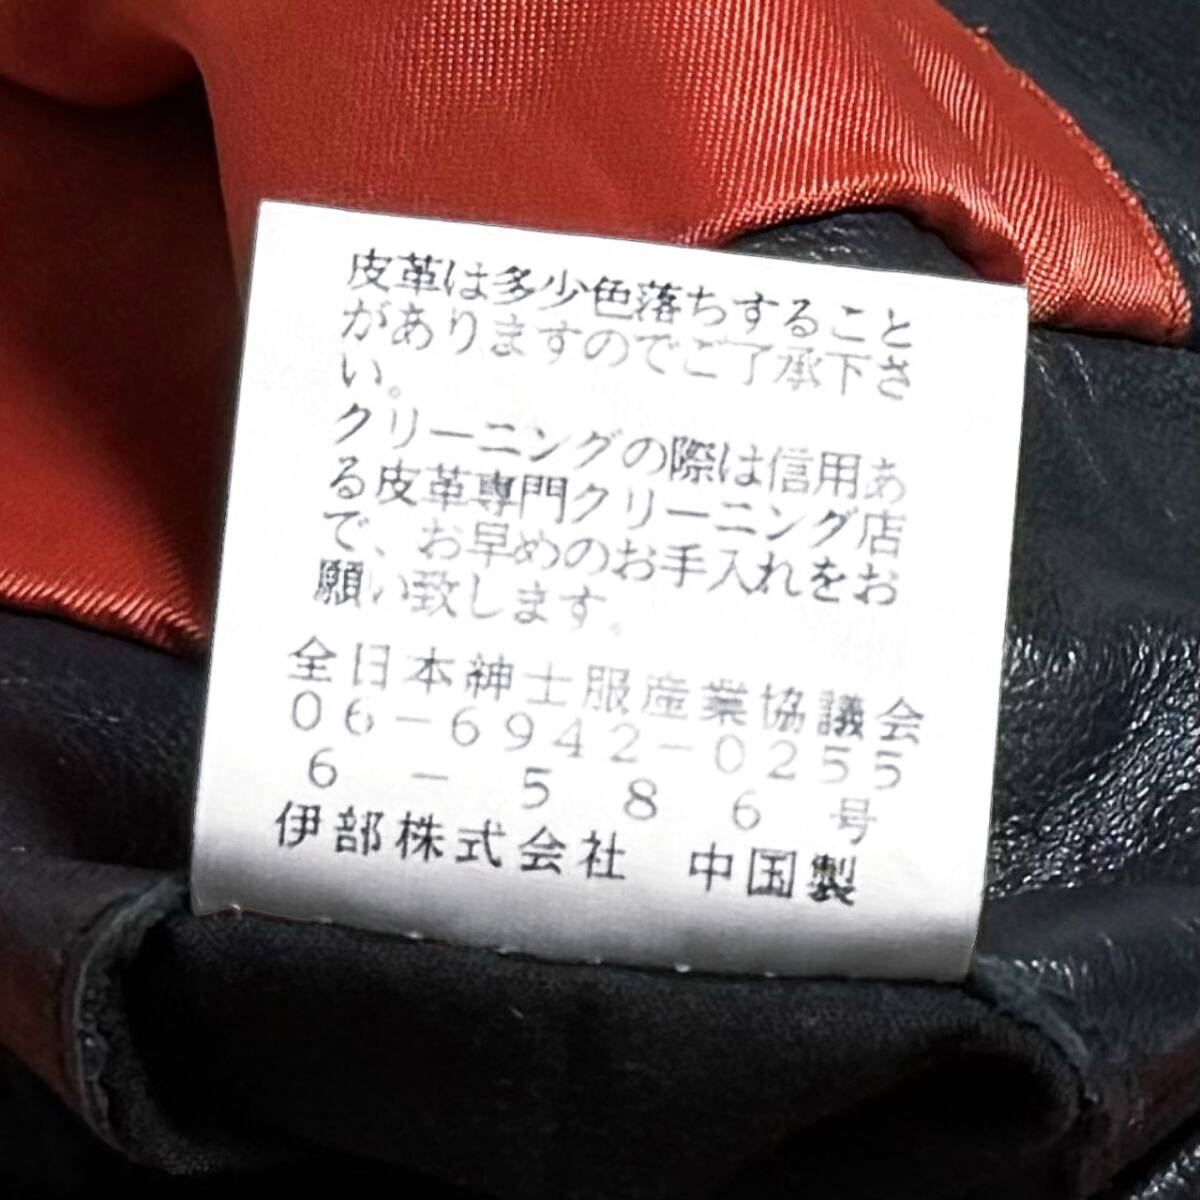 皮革は多少色落ちすること
がありますのでご了承下さ
い。
クリーニングの際は信用あ
る皮革専門クリーニング店
で、お早めのお手入れをお
願い致します。
全日本紳士服産業協議会
06-6942-0255
6-586号
伊部株式会社 中国製